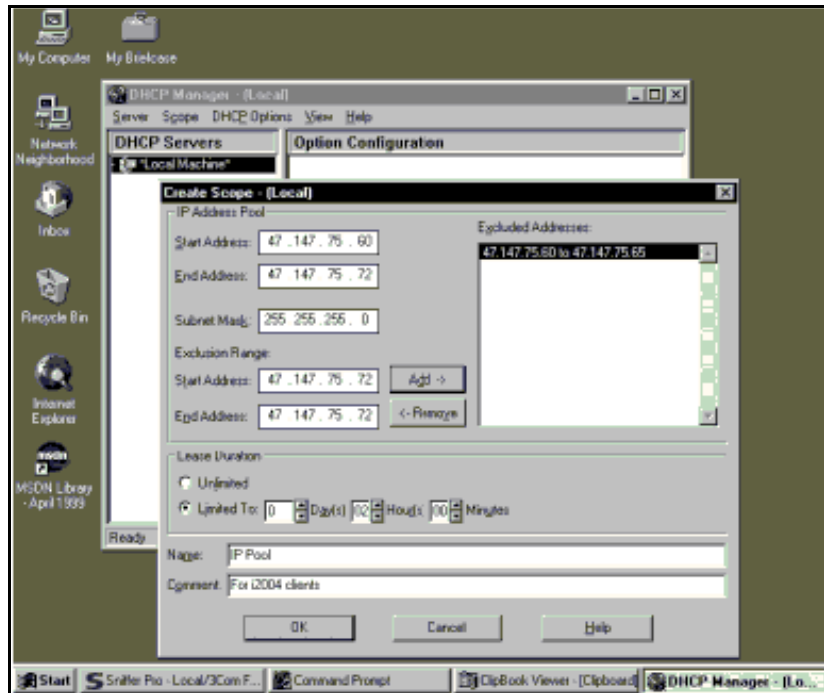 My Computer
My Briefcase
Network
Neighborhood
Inbox
Recycle Bin
Internet
Explorer
msdn
MSDN Library
- April 1999
DHCP Manager - (Local)
Server Scope DHCP Options View Help
DHCP Servers
Option Configuration
*Local Machine*
Create Scope - (Local)
IP Address Pool
Start Address: 47 .147 . 75 . 60
End Address: 47 147 75 . 72
Subnet Mask: 255 255 .255 . 0
Exclusion Range:
Start Address: 47 .147 . 75 . 72
End Address: 47 .147 . 75 . 72
Add ->
<- Remove
Excluded Addresses:
47.147.75.60 to 47.147.75.65
Lease Duration
Unlimited
Limited To: 0 Day(s) 02 Hour(s 00 Minutes
Name: IP Pool
Comment: For i2004 clients
OK Cancel Help
Ready
Start
Sniffer Pro - Local/3Com F...
Command Prompt
ClipBook Viewer - [Clipboard]
DHCP Manager - (Lo...